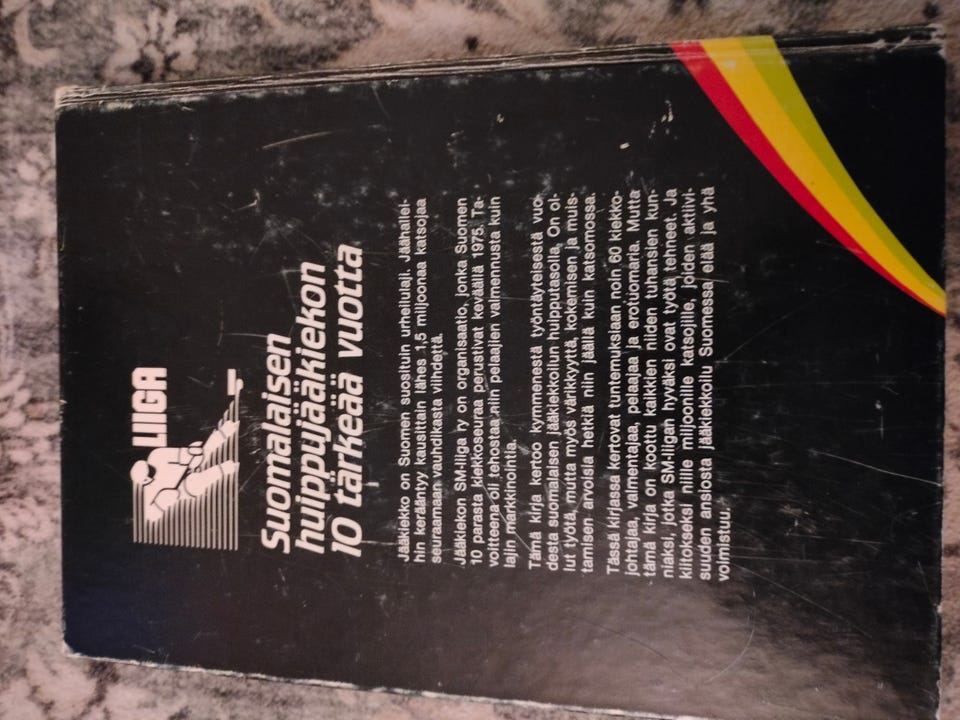 LIIGA
Suomalaisen
huippujääkiekon
10 tärkeää vuotta
Jääkiekko on Suomen suosituin urheilulaji. Jäähallei-
hin kerääntyy kausittain lähes 1,5 miljoonaa katsojaa
seuraamaan vauhdikasta viihdettä.
Jääkiekon SM-liiga ry on organisaatio, jonka Suomen
10 parasta kiekkoseuraa perustivat keväällä 1975. Ta-
voitteena oli tehostaa niin pelaajien valmennusta kuin
lajin markkinointia.
Tämä kirja kertoo kymmenestä työntäyteisestä vuo-
desta suomalaisen jääkiekkoilun huipputasolla. On ol-
lut työtä, mutta myös värikkyyttä, kokemisen ja muis-
tamisen arvoisia hetkiä niin jäällä kuin katsomossa.
Tässä kirjassa kertovat tuntemuksiaan noin 60 kiekko-
johtajaa, valmentajaa, pelaajaa ja erotuomaria. Mutta
tämä kirja on koottu kaikkien niiden tuhansien kun-
niaksi, jotka SM-liigan hyväksi ovat työtä tehneet. Ja
kiitokseksi niille miljoonille katsojille, joiden aktiivi-
suuden ansiosta jääkiekkoilu Suomessa elää ja yhä
voimistuu.